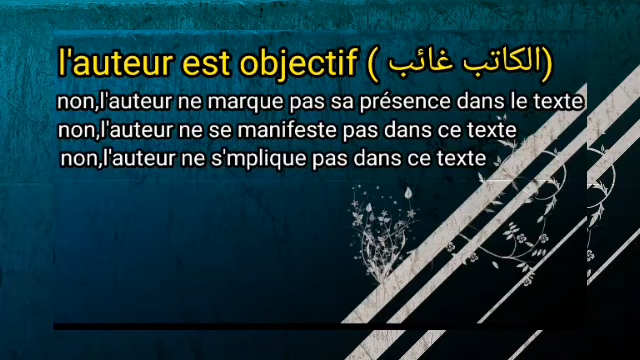 l'auteur est objectif ( الكاتب غائب)
non,l'auteur ne marque pas sa présence dans le texte
non,l'auteur ne se manifeste pas dans ce texte
non,l'auteur ne s'mplique pas dans ce texte